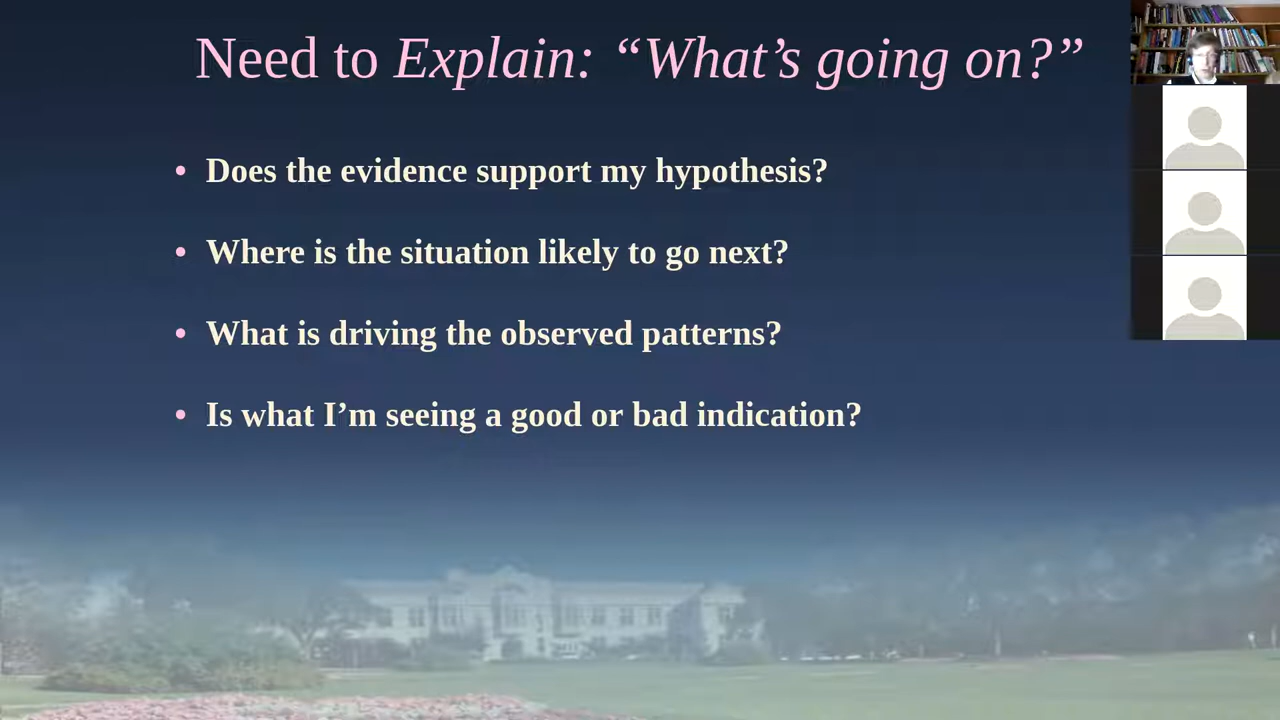 Need to Explain: “What’s going on?”
• Does the evidence support my hypothesis?
• Where is the situation likely to go next?
• What is driving the observed patterns?
• Is what I’m seeing a good or bad indication?